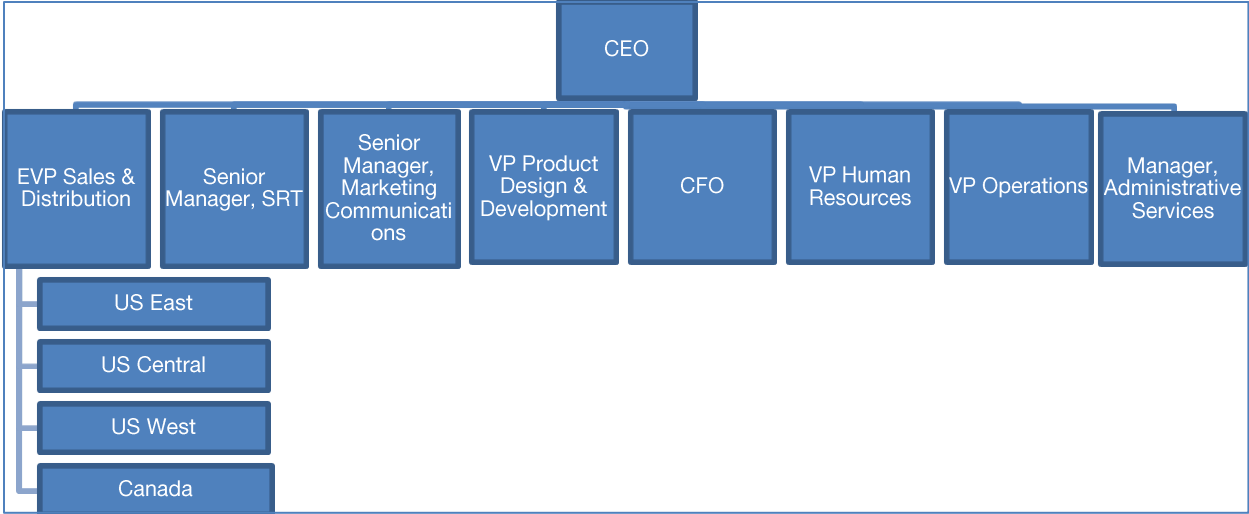 CEO
EVP Sales &
Distribution
Senior
Manager, SRT
Senior
Manager,
Marketing
Communicati
ons
VP Product
Design &
Development
CFO
VP Human
Resources
VP Operations
Manager,
Administrative
Services
US East
US Central
US West
Canada